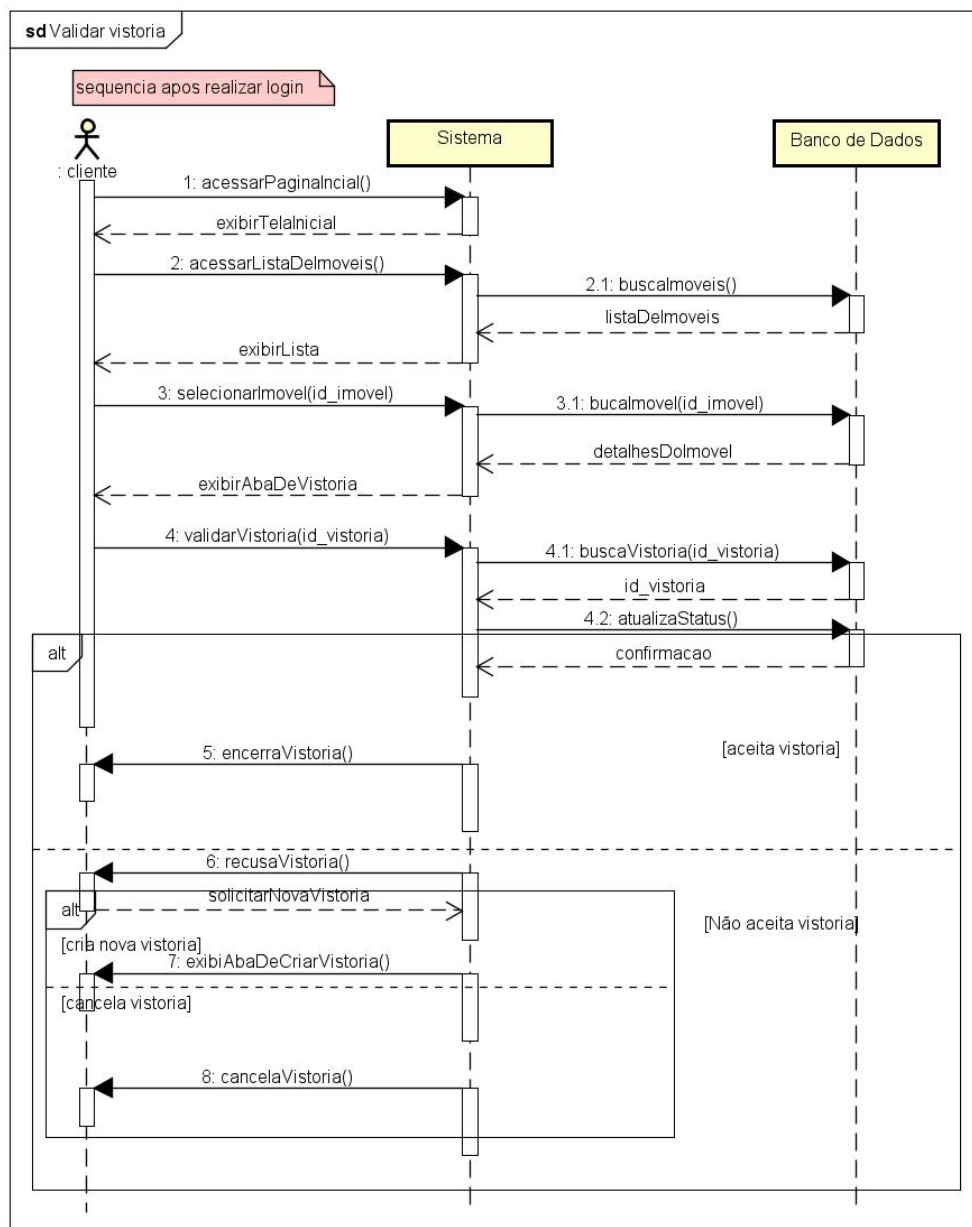 sd Validar vistoria
sequencia apos realizar login
: cliente
Sistema
Banco de Dados
1: acessarPaginaIncial()
exibirTelaInicial
2: acessarListaDeImoveis()
2.1: buscaImoveis()
listaDeImoveis
exibirLista
3: selecionarImovel(id_imovel)
3.1: bucaImovel(id_imovel)
detalhesDoImovel
exibirAbaDeVistoria
4: validarVistoria(id_vistoria)
4.1: buscaVistoria(id_vistoria)
id_vistoria
4.2: atualizaStatus()
alt
confirmacao
[aceita vistoria]
5: encerraVistoria()
6: recusaVistoria()
solicitarNovaVistoria
alt
[Não aceita vistoria]
[cria nova vistoria]
7: exibiAbaDeCriarVistoria()
[cancela vistoria]
8: cancelaVistoria()